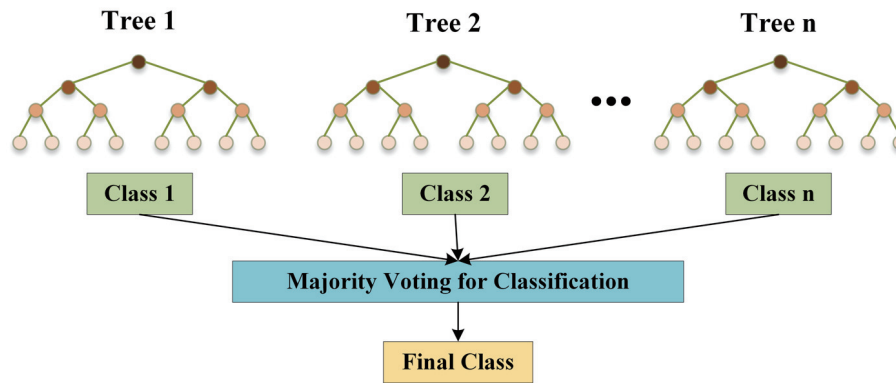 Tree 1
Tree 2
Tree n
Class 1
Class 2
Class n
Majority Voting for Classification
Final Class